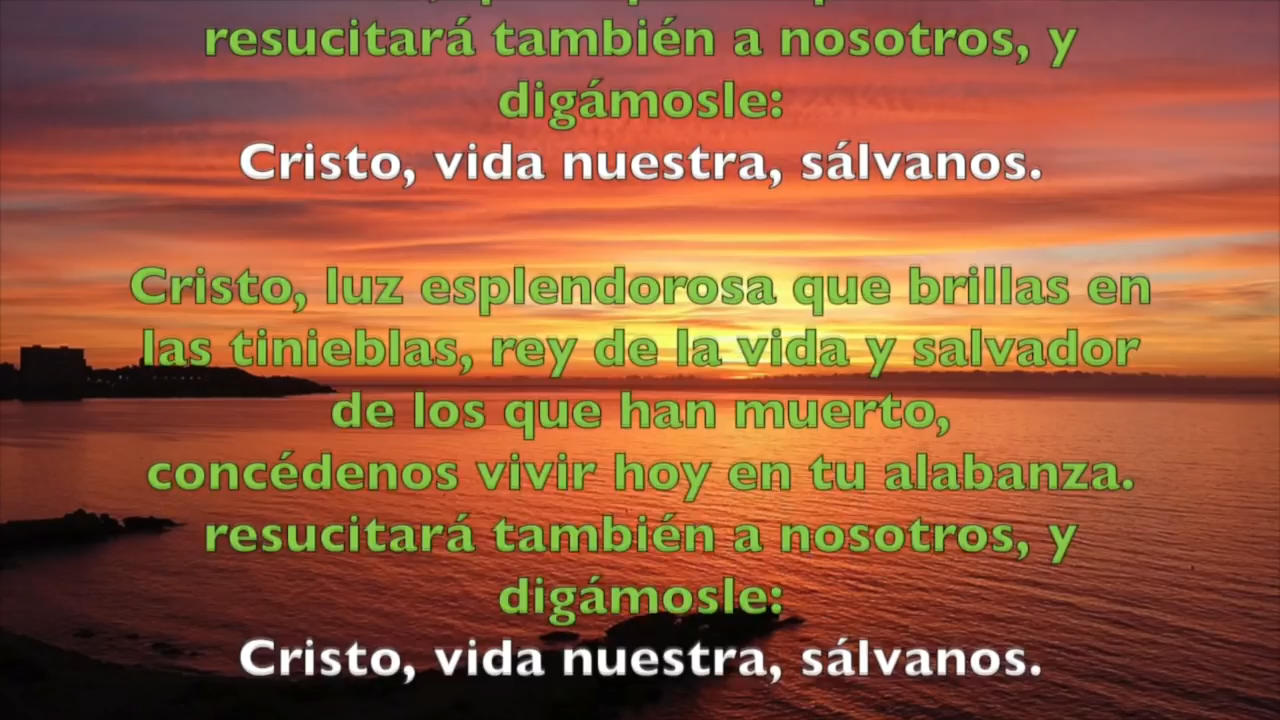 resucitará también a nosotros, y
digámosle:
Cristo, vida nuestra, sálvanos.
Cristo, luz esplendorosa que brillas en
las tinieblas, rey de la vida y salvador
de los que han muerto,
concédenos vivir hoy en tu alabanza.
resucitará también a nosotros, y
digámosle:
Cristo, vida nuestra, sálvanos.